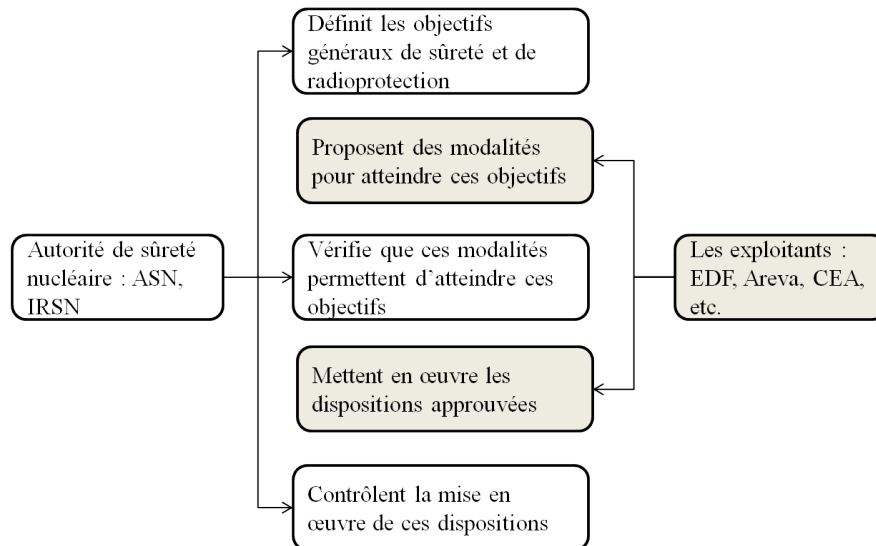 Définit les objectifs
généraux de sûreté et de
radioprotection
Proposent des modalités
pour atteindre ces objectifs
Autorité de sûreté
nucléaire : ASN,
IRSN
Vérifie que ces modalités
permettent d’atteindre ces
objectifs
Les exploitants :
EDF, Areva, CEA,
etc.
Mettent en œuvre les
dispositions approuvées
Contrôlent la mise en
œuvre de ces dispositions